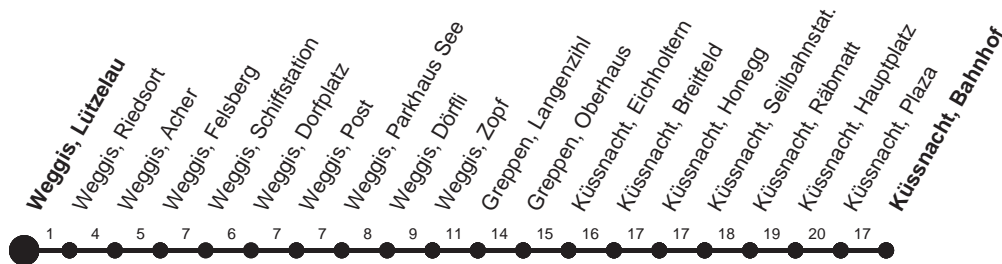 Weggis, Lützelau
Weggis, Riedsort
Weggis, Acher
Weggis, Felsberg
Weggis, Schiffstation
Weggis, Dorfplatz
Weggis, Post
Weggis, Parkhaus See
Weggis, Dörfli
Weggis, Zopf
Greppen, Langenzihl
Greppen, Oberhaus
Küssnacht, Eichholtern
Küssnacht, Breitfeld
Küssnacht, Honegg
Küssnacht, Seilbahnstat.
Küssnacht, Räbmatt
Küssnacht, Hauptplatz
Küssnacht, Plaza
Küssnacht, Bahnhof
1 4 5 7 6 7 7 8 9 11 14 15 16 17 17 18 19 20 17